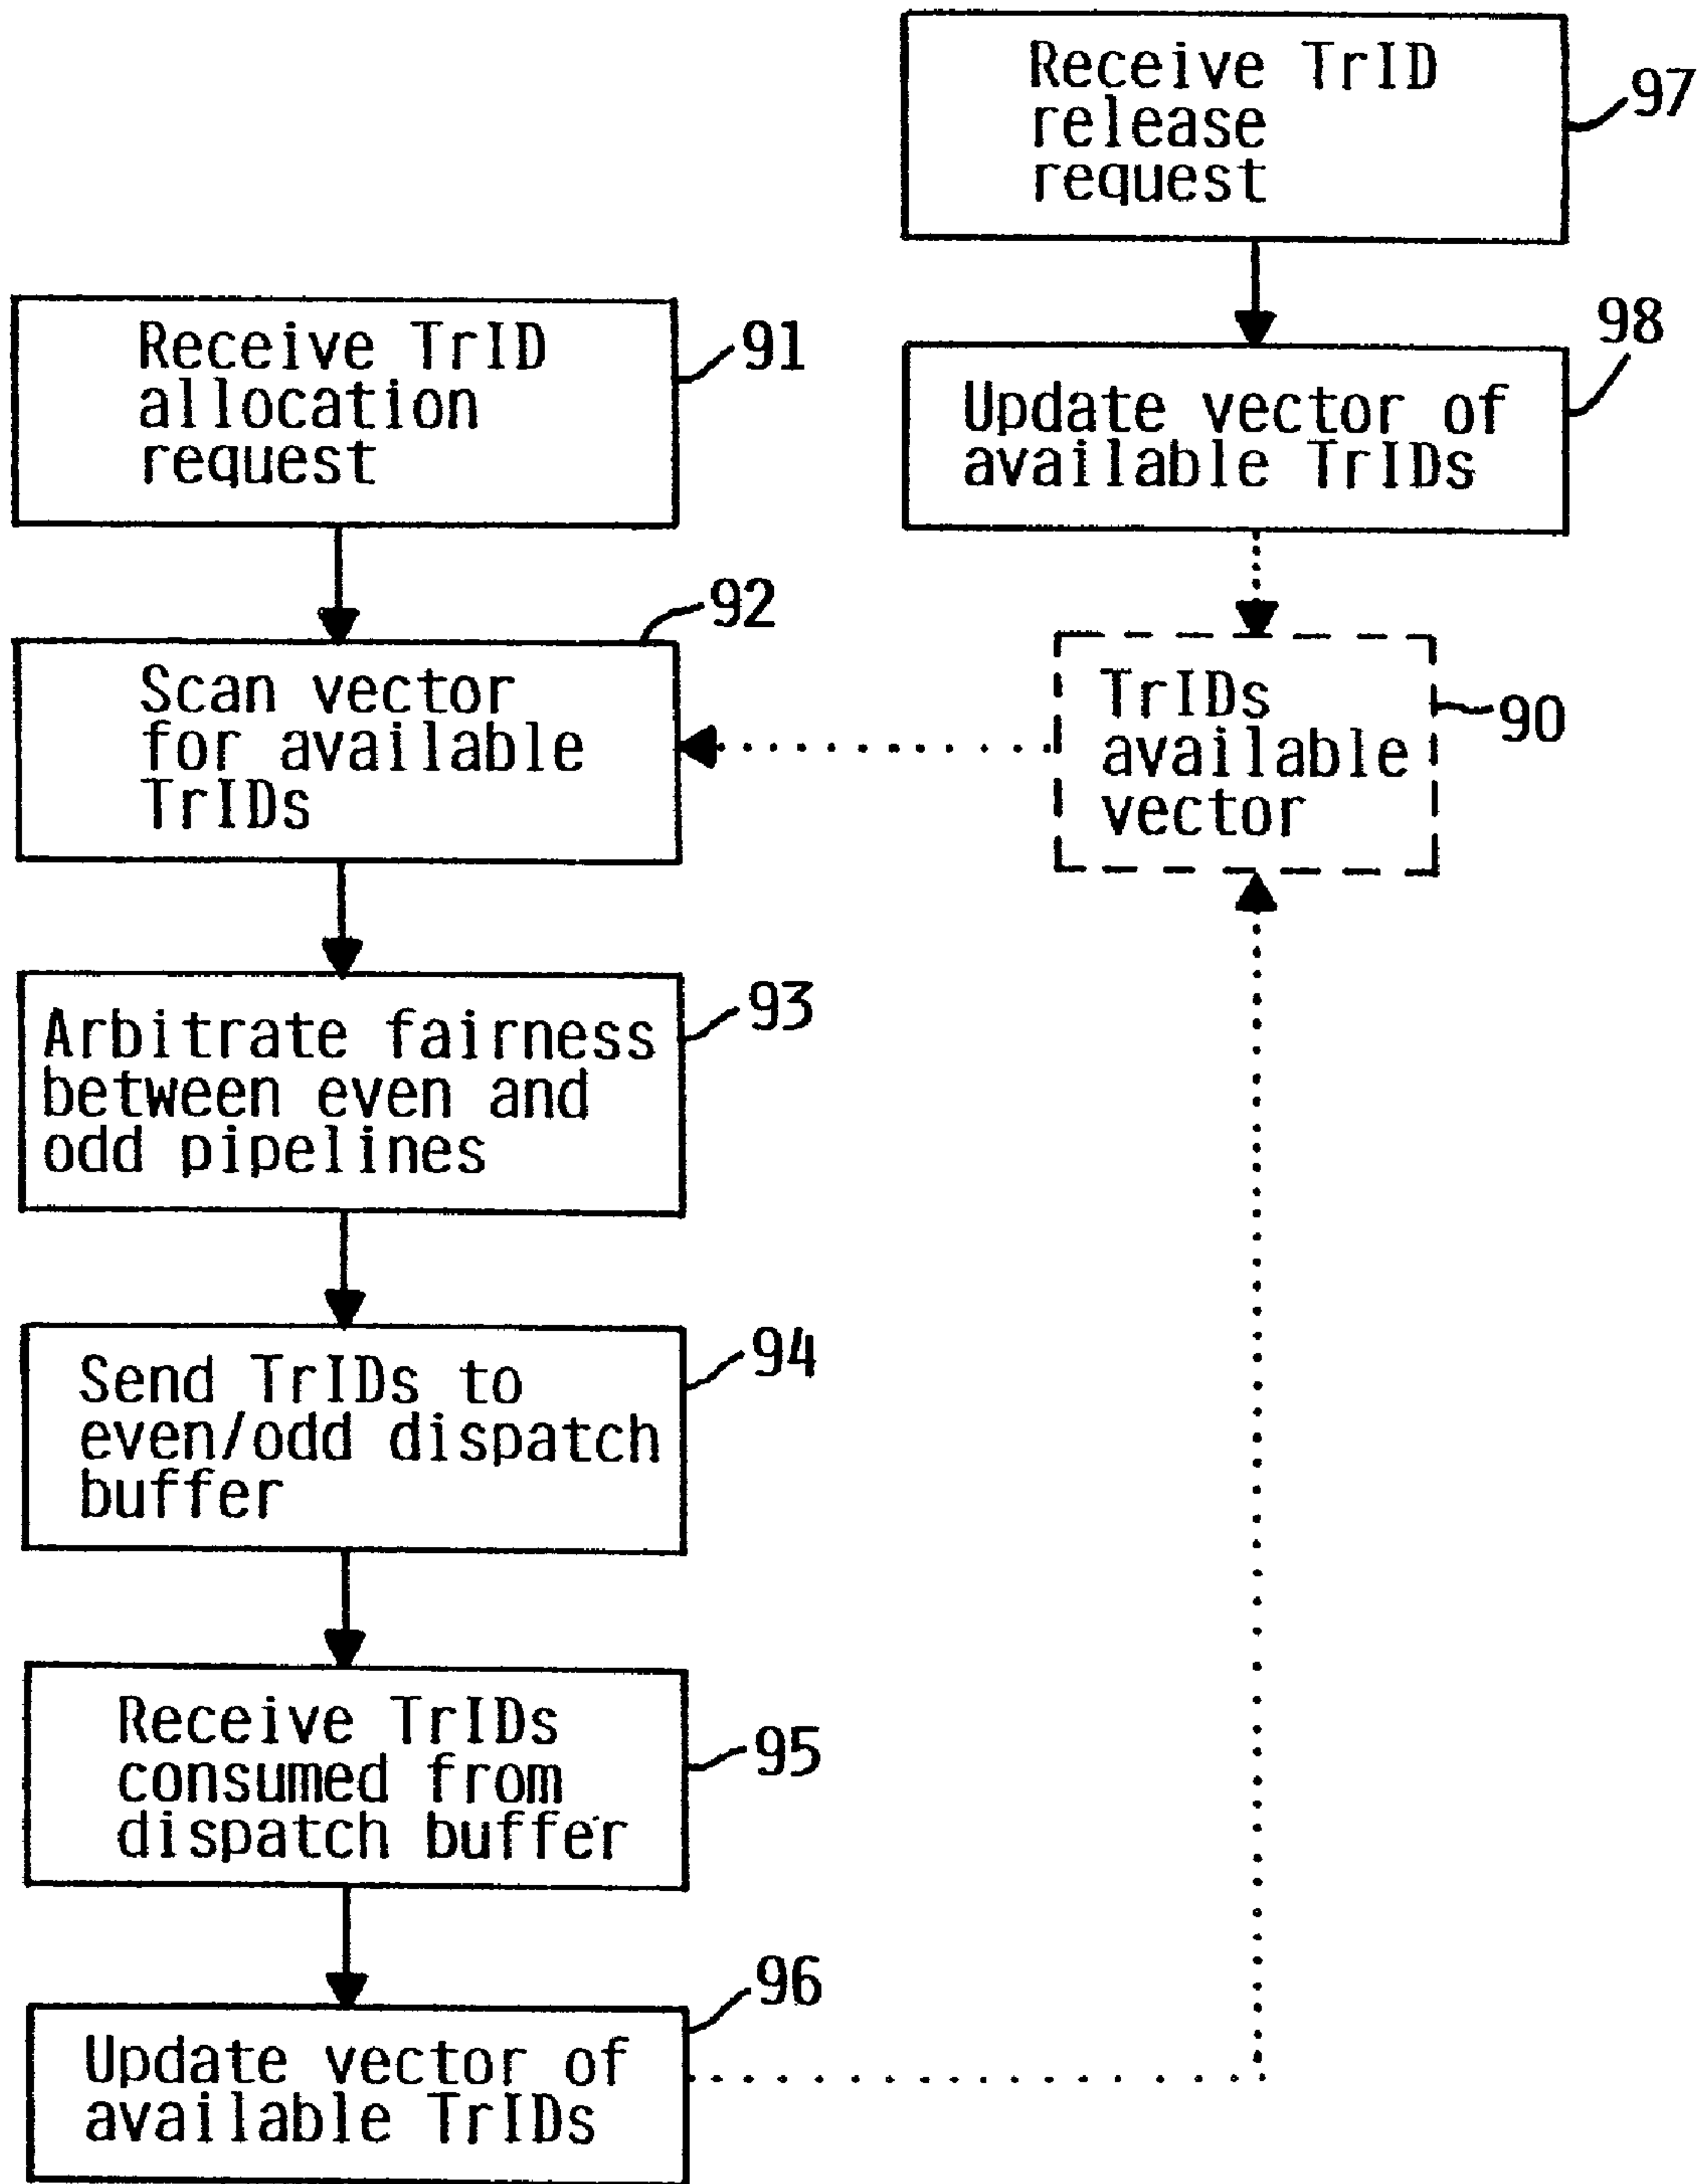 Receive TrID
release
request
97
Receive TrID
allocation
request
91
Update vector of
available TrIDs
98
Scan vector
for available
TrIDs
92
TrIDs
available
vector
90
Arbitrate fairness
between even and
odd pipelines
93
Send TrIDs to
even/odd dispatch
buffer
94
Receive TrIDs
consumed from
dispatch buffer
95
Update vector of
available TrIDs
96